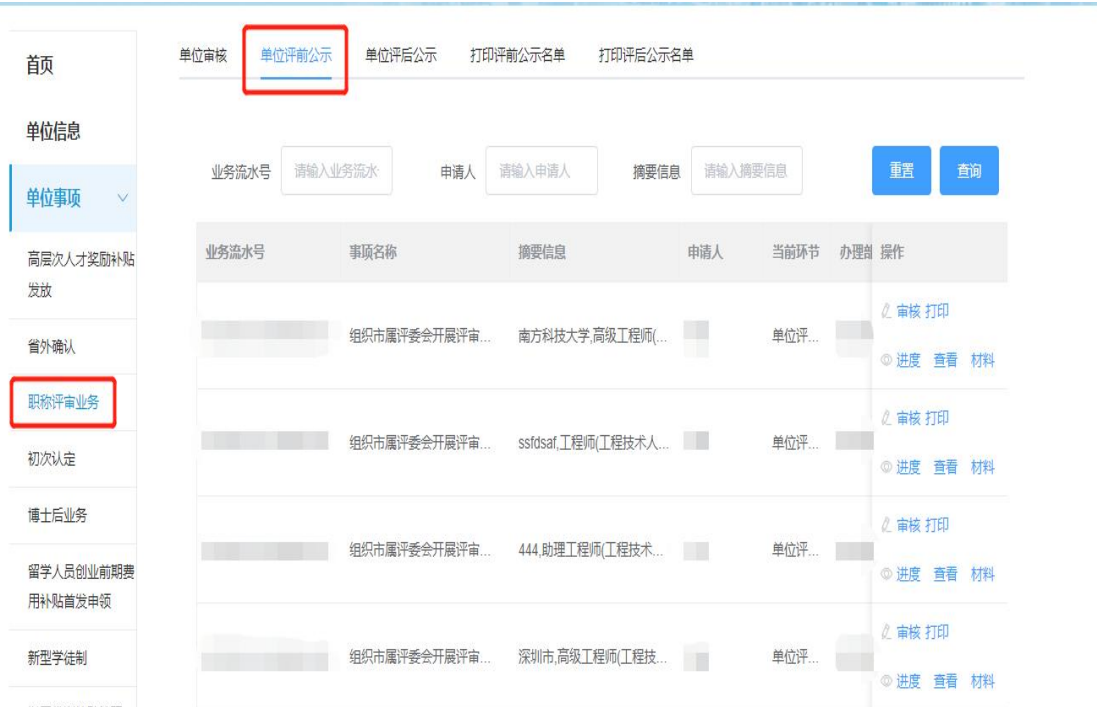 首页
单位信息
单位事项
高层次人才奖励补贴
发放
省外确认
职称评审业务
初次认定
博士后业务
留学人员创业前期费
用补贴首发申领
新型学徒制
单位审核 单位评前公示 单位评后公示 打印评前公示名单 打印评后公示名单
业务流水号 请输入业务流水 申请人 请输入申请人 摘要信息 请输入摘要信息 重置 查询
业务流水号 事项名称 摘要信息 申请人 当前环节 办理部 操作
组织市属评委会开展评审... 南方科技大学,高级工程师(... 单位评... 审核 打印
进度 查看 材料
组织市属评委会开展评审... ssfdsaf,工程师(工程技术人... 单位评... 审核 打印
进度 查看 材料
组织市属评委会开展评审... 444,助理工程师(工程技术... 单位评... 审核 打印
进度 查看 材料
组织市属评委会开展评审... 深圳市,高级工程师(工程技... 单位评... 审核 打印
进度 查看 材料